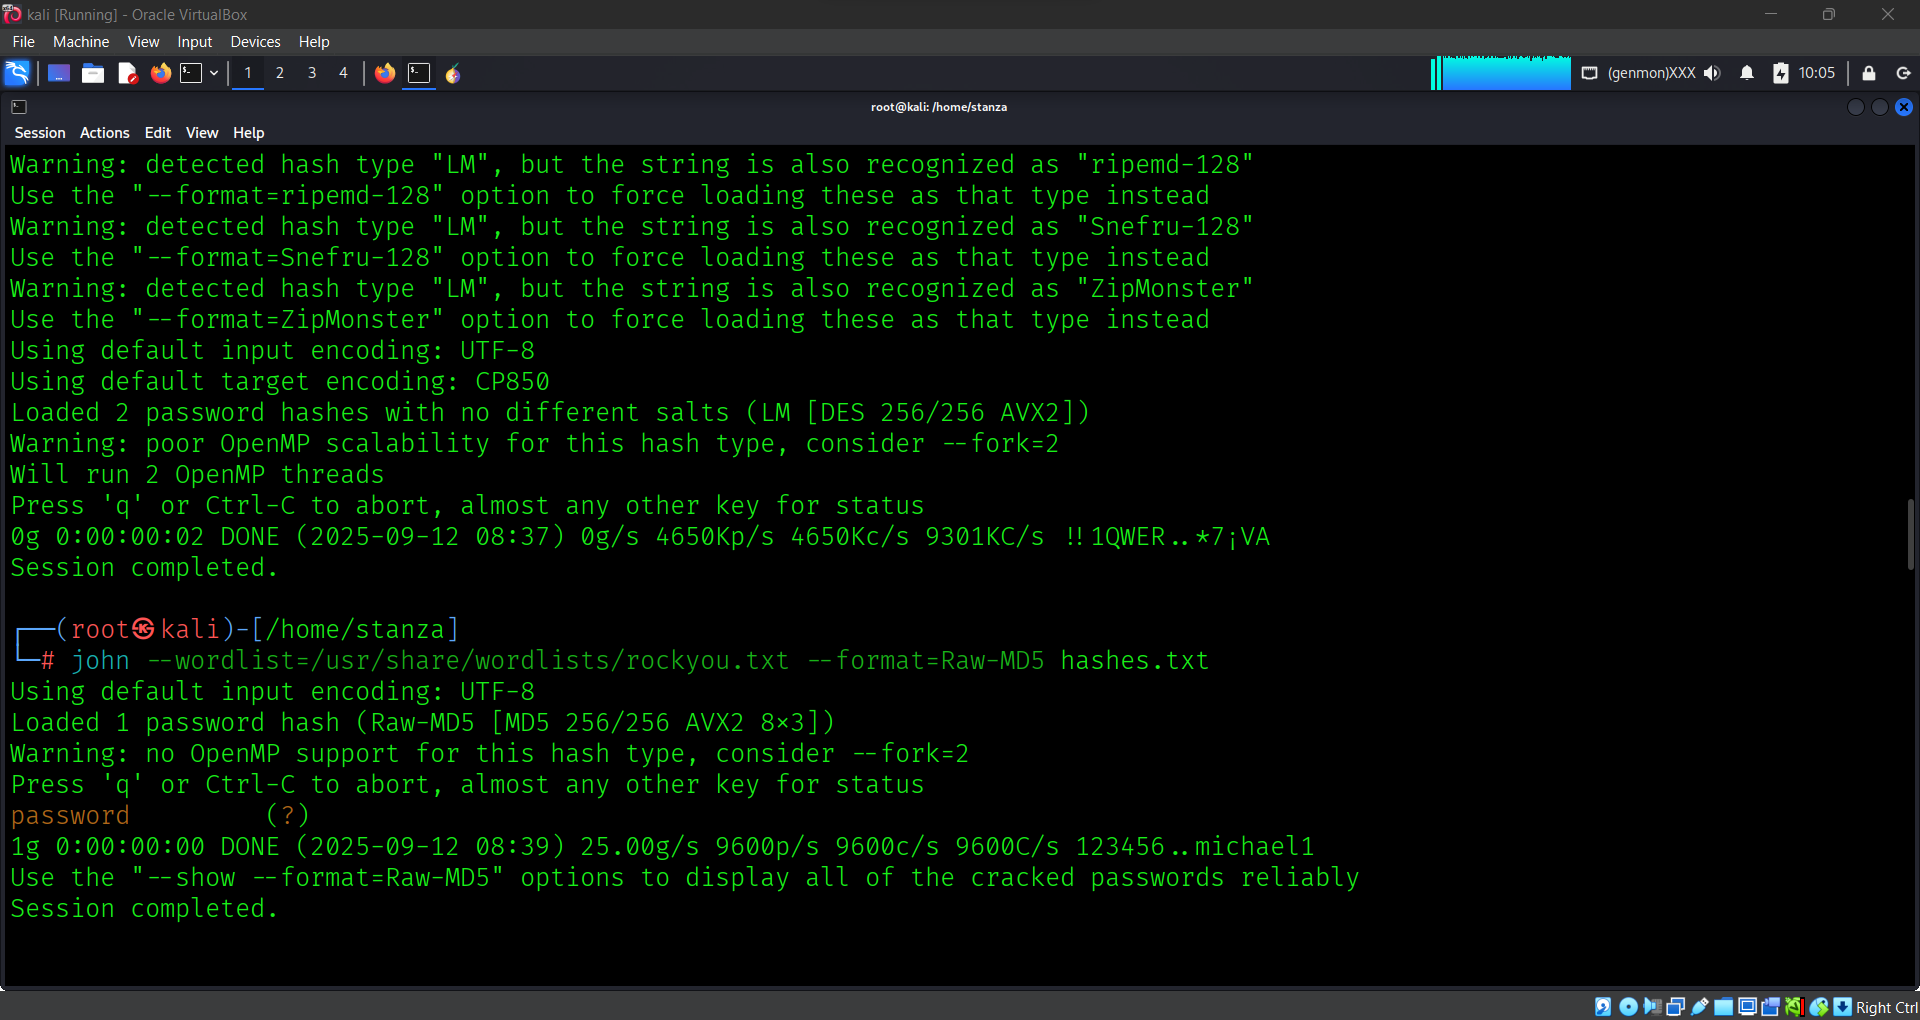 kali [Running] - Oracle VirtualBox
File Machine View Input Devices Help
1 2 3 4 (genmon)XXX 10:05
root@kali: /home/stanza
Session Actions Edit View Help
Warning: detected hash type "LM", but the string is also recognized as "ripemd-128"
Use the "--format=ripemd-128" option to force loading these as that type instead
Warning: detected hash type "LM", but the string is also recognized as "Snefru-128"
Use the "--format=Snefru-128" option to force loading these as that type instead
Warning: detected hash type "LM", but the string is also recognized as "ZipMonster"
Use the "--format=ZipMonster" option to force loading these as that type instead
Using default input encoding: UTF-8
Using default target encoding: CP850
Loaded 2 password hashes with no different salts (LM [DES 256/256 AVX2])
Warning: poor OpenMP scalability for this hash type, consider --fork=2
Will run 2 OpenMP threads
Press 'q' or Ctrl-C to abort, almost any other key for status
0g 0:00:00:02 DONE (2025-09-12 08:37) 0g/s 4650Kp/s 4650Kc/s 9301KC/s !!1QWER..*7¡VA
Session completed.
┌──(root㉿kali)-[/home/stanza]
└─# john --wordlist=/usr/share/wordlists/rockyou.txt --format=Raw-MD5 hashes.txt
Using default input encoding: UTF-8
Loaded 1 password hash (Raw-MD5 [MD5 256/256 AVX2 8x3])
Warning: no OpenMP support for this hash type, consider --fork=2
Press 'q' or Ctrl-C to abort, almost any other key for status
password (?)
1g 0:00:00:00 DONE (2025-09-12 08:39) 25.00g/s 9600p/s 9600c/s 9600C/s 123456..michael1
Use the "--show --format=Raw-MD5" options to display all of the cracked passwords reliably
Session completed.
Right Ctrl